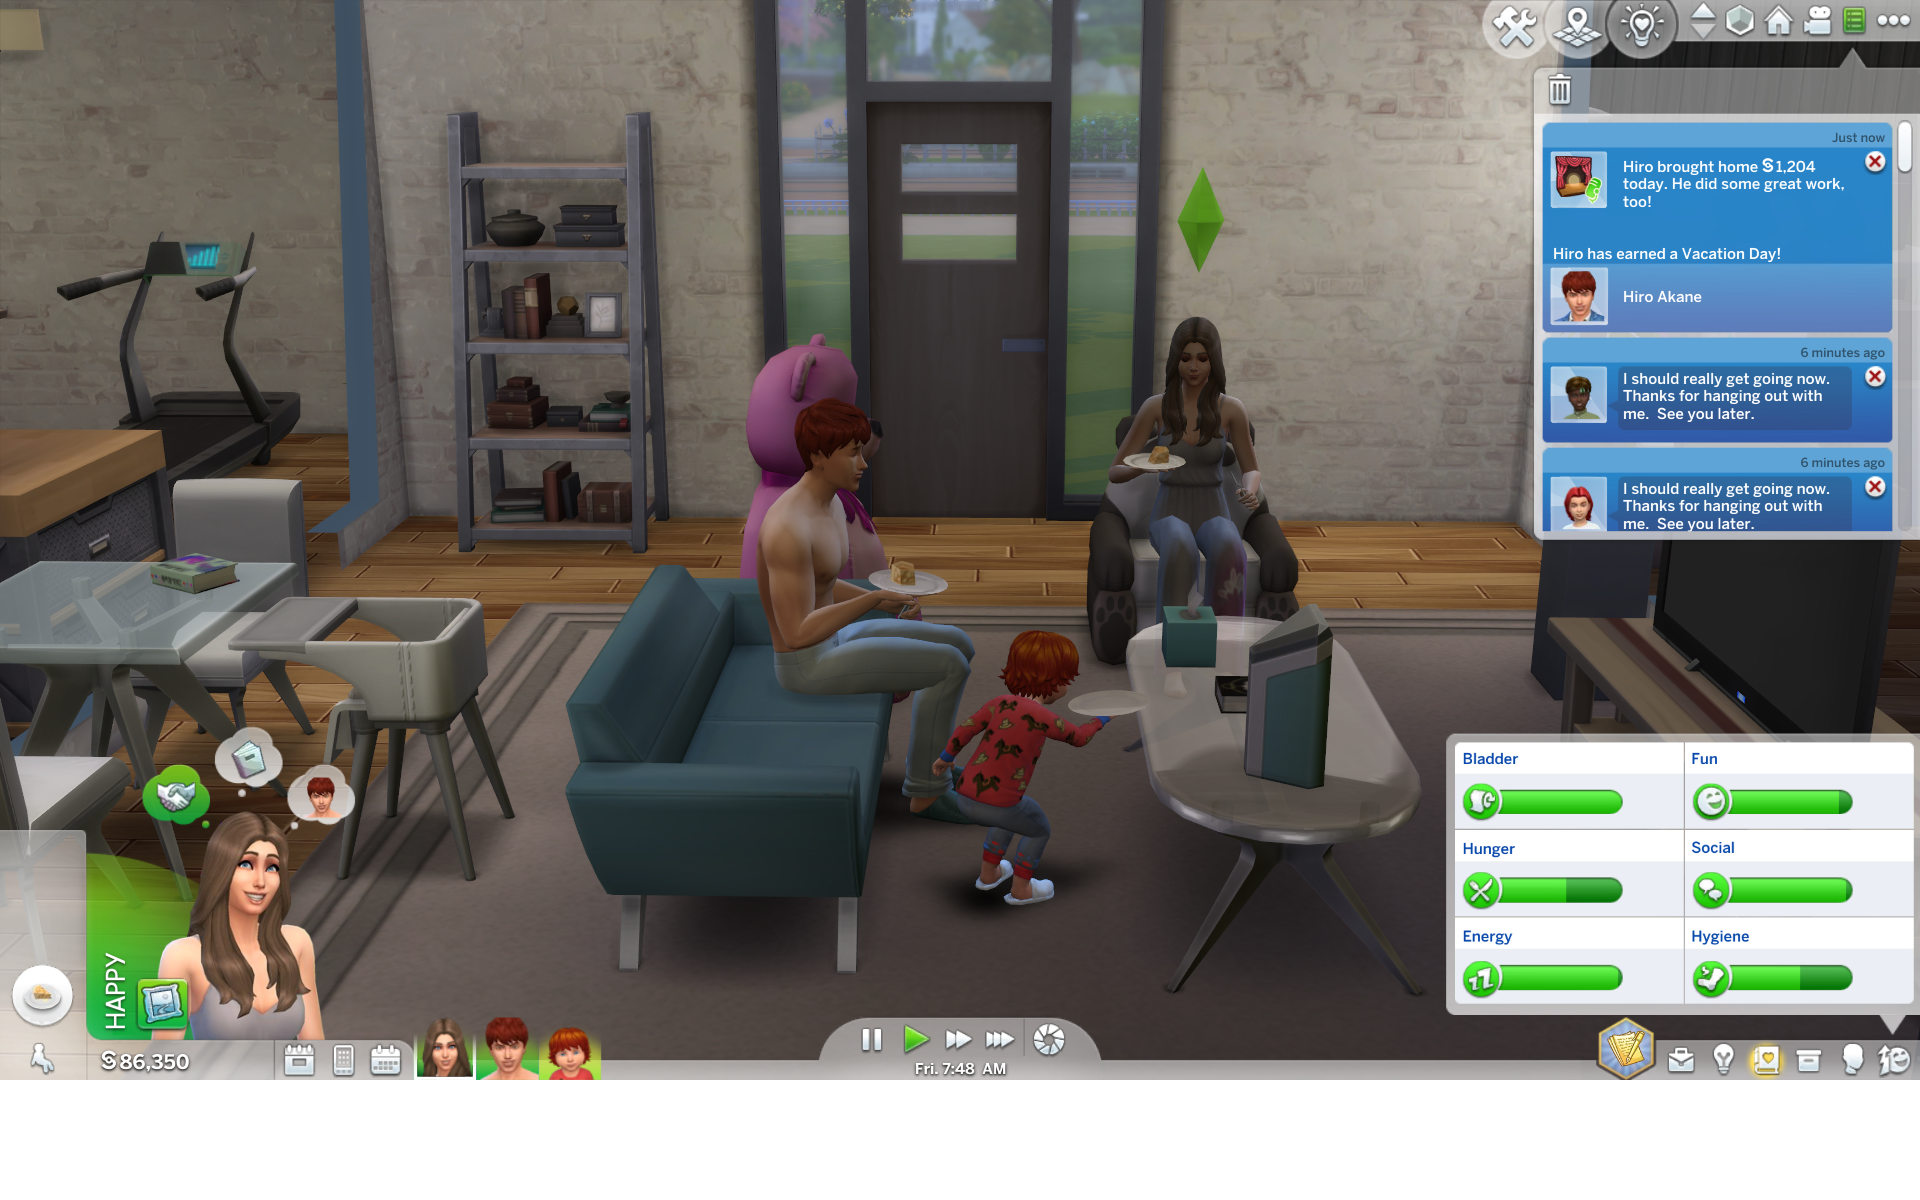 Just now
Hiro brought home §1,204
today. He did some great work,
too!
Hiro has earned a Vacation Day!
Hiro Akane
6 minutes ago
I should really get going now.
Thanks for hanging out with
me. See you later.
6 minutes ago
I should really get going now.
Thanks for hanging out with
me. See you later.
Bladder
Fun
Hunger
Social
Energy
Hygiene
HAPPY
§86,350
Fri. 7:48 AM